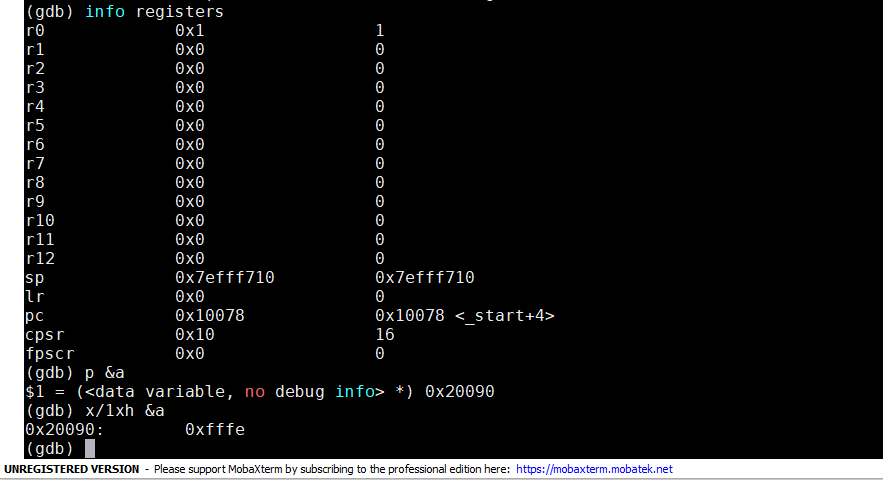 (gdb) info registers
r0 0x1 1
r1 0x0 0
r2 0x0 0
r3 0x0 0
r4 0x0 0
r5 0x0 0
r6 0x0 0
r7 0x0 0
r8 0x0 0
r9 0x0 0
r10 0x0 0
r11 0x0 0
r12 0x0 0
sp 0x7efff710 0x7efff710
lr 0x0 0
pc 0x10078 0x10078 <_start+4>
cpsr 0x10 16
fpscr 0x0 0
(gdb) p &a
$1 = (<data variable, no debug info> *) 0x20090
(gdb) x/1xh &a
0x20090: 0xfffe
(gdb)
UNREGISTERED VERSION - Please support MobaXterm by subscribing to the professional edition here: https://mobaxterm.mobatek.net